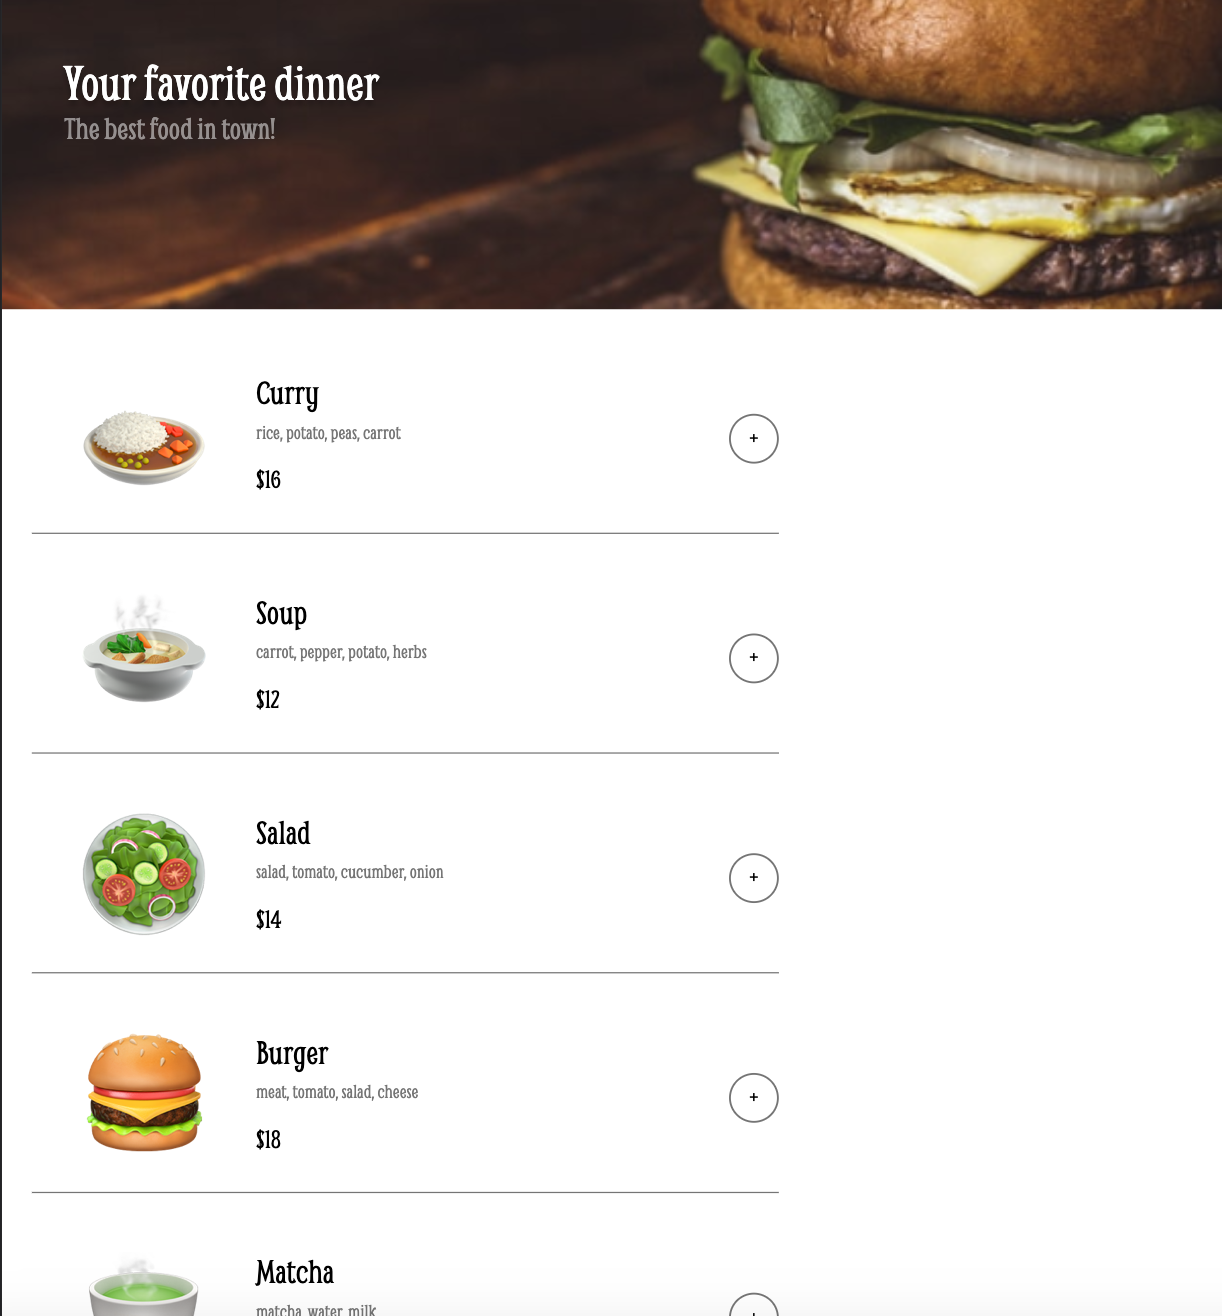 Your favorite dinner
The best food in town!
Curry
rice, potato, peas, carrot
$16
+
Soup
carrot, pepper, potato, herbs
$12
+
Salad
salad, tomato, cucumber, onion
$14
+
Burger
meat, tomato, salad, cheese
$18
+
Matcha
matcha, water, milk
+